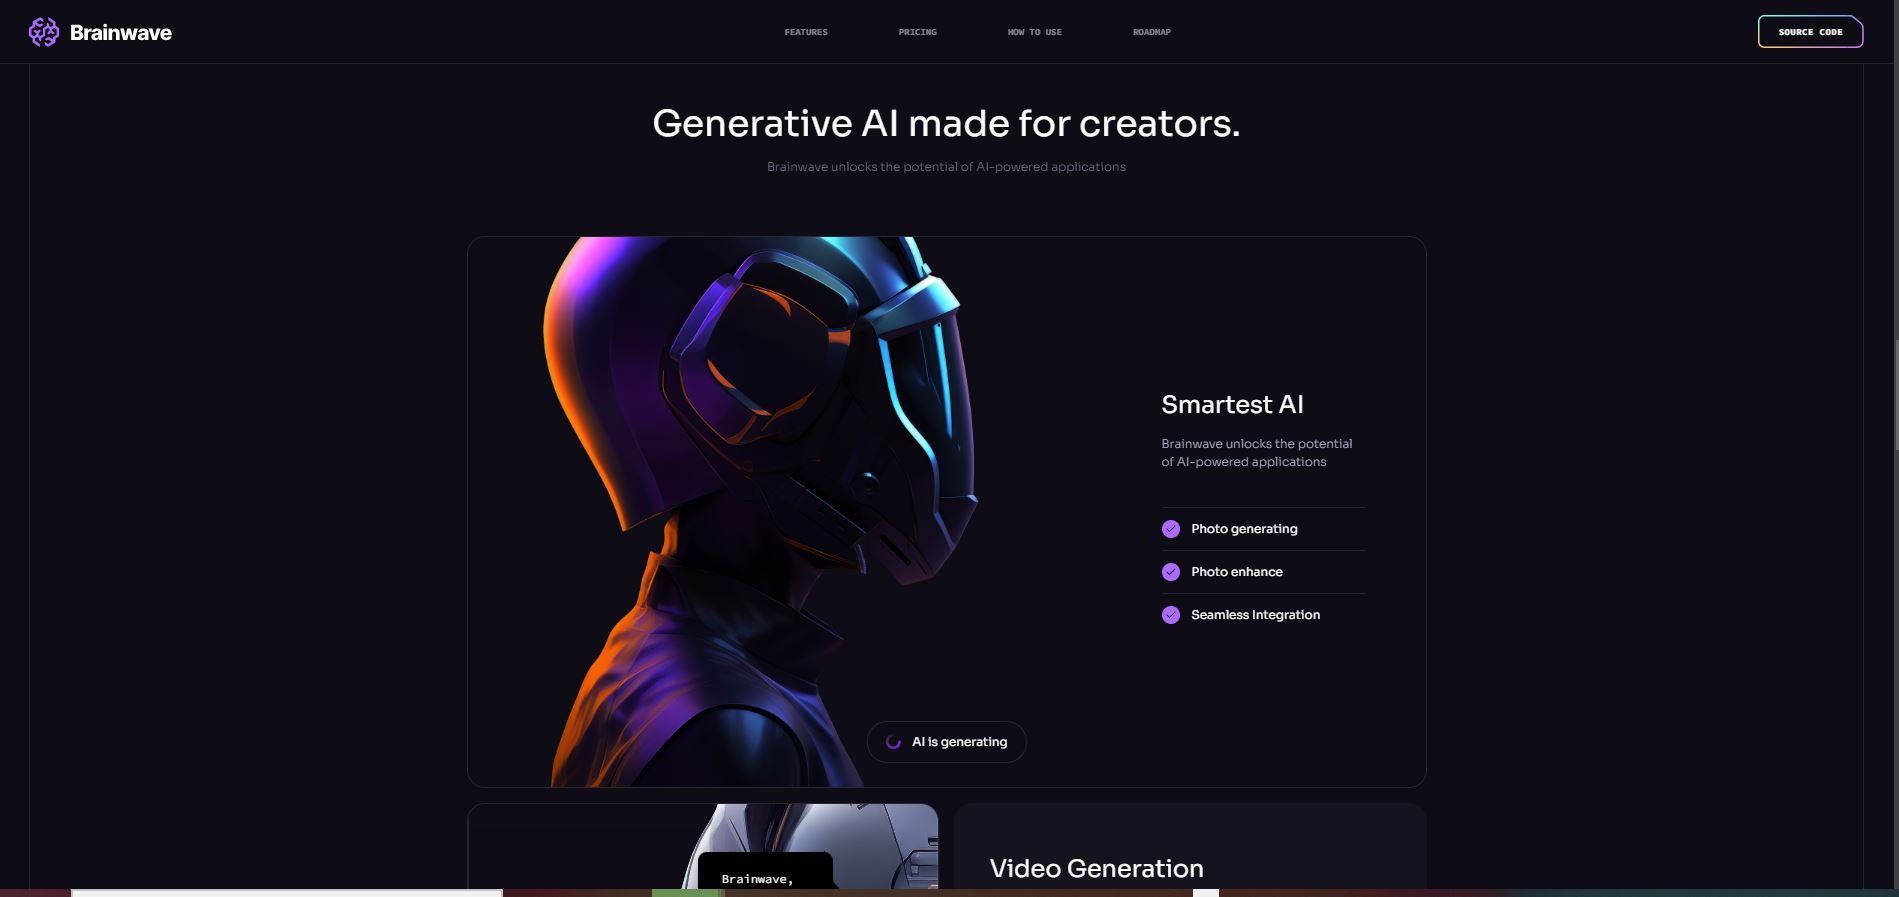 Brainwave
FEATURES
PRICING
HOW TO USE
ROADMAP
SOURCE CODE
Generative AI made for creators.
Brainwave unlocks the potential of AI-powered applications
Smartest AI
Brainwave unlocks the potential
of AI-powered applications
Photo generating
Photo enhance
Seamless Integration
AI is generating
Brainwave,
Video Generation